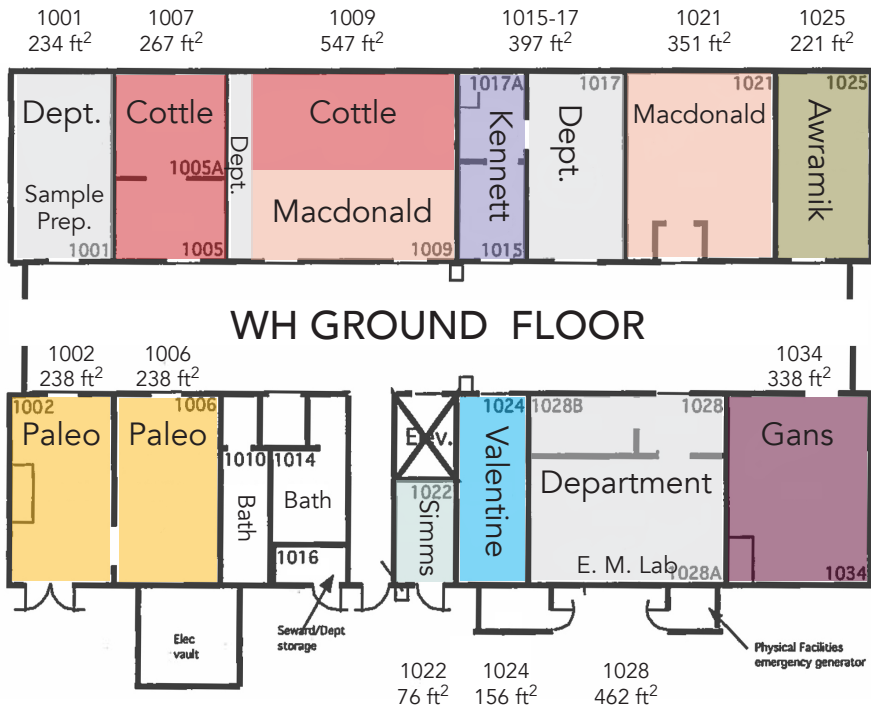 1001 1007 1009 1015-17 1021 1025
234 ft² 267 ft² 547 ft² 397 ft² 351 ft² 221 ft²
1017A 1017 1021 1025
Dept. Cottle Cottle Macdonald
Dept. Kennett Dept. Awramik
1005A
Sample
Prep.
Macdonald
1001 1005 1009 1015
WH GROUND FLOOR
1002 1006 1034
238 ft² 238 ft² 338 ft²
1002 1006 1024 1028B 1028
Paleo Paleo Elev. Valentine Gans
1010 1014
Bath Bath
1022
Simms
Department
1016
E. M. Lab
1028A 1034
Elec
vault
Seward/Dept
storage
Physical Facilities
emergency generator
1022 1024 1028
76 ft² 156 ft² 462 ft²